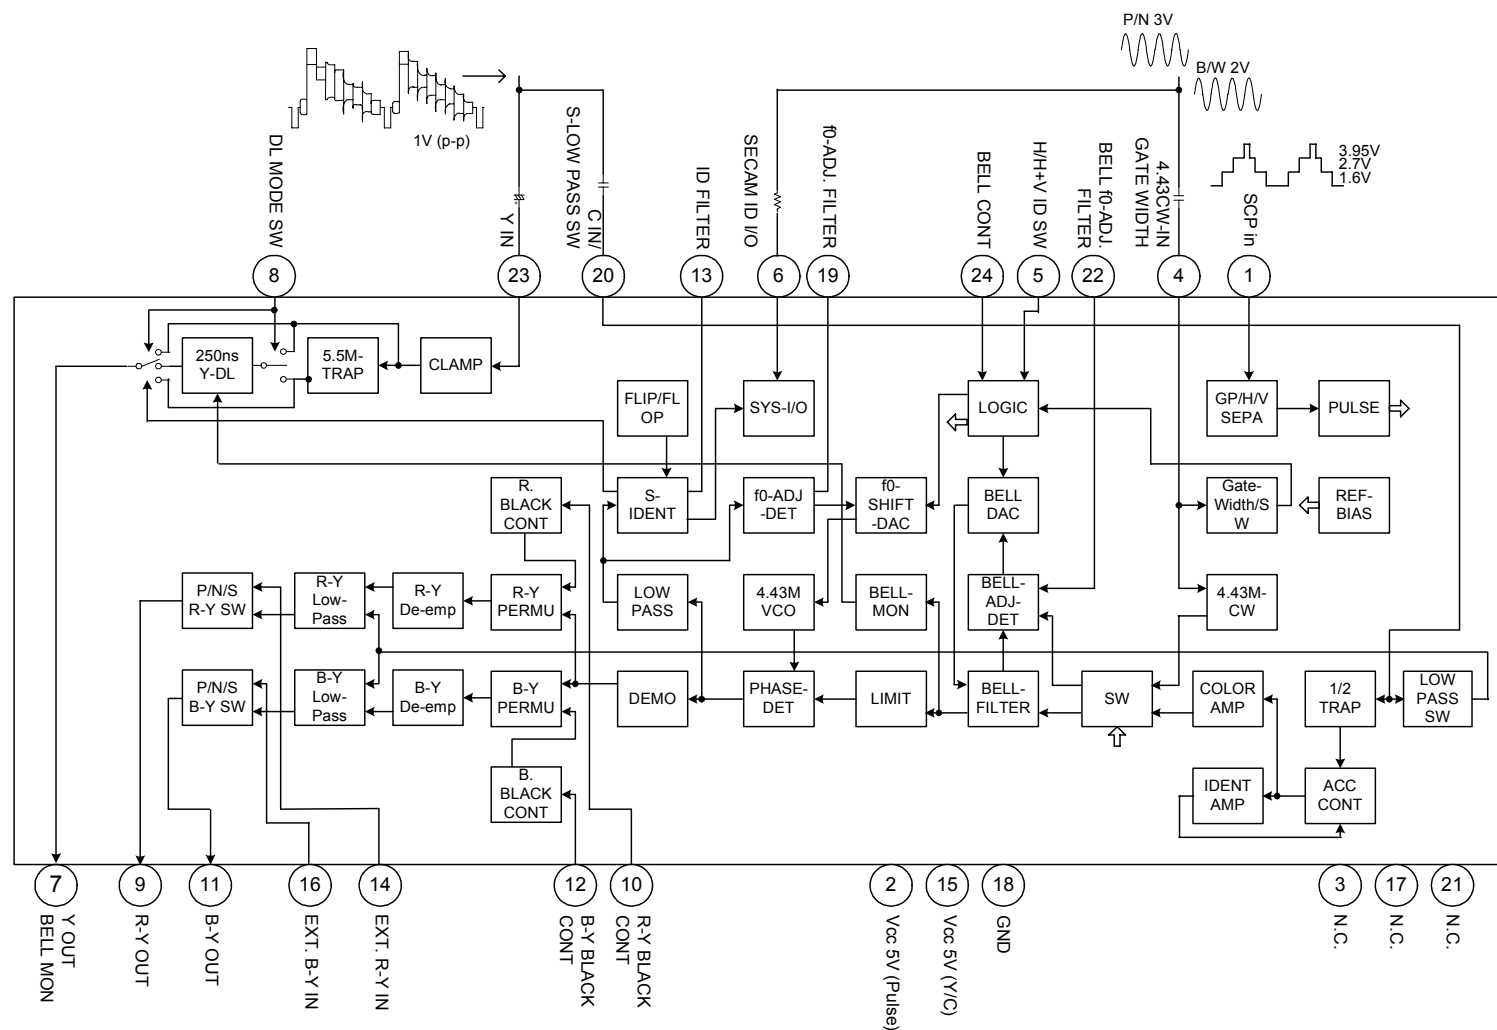 P/N 3V
B/W 2V
1V (p-p)
3.95V
2.7V
1.6V
DL MODE SW
Y IN
S-LOW PASS SW
C IN/
ID FILTER
SECAM ID I/O
f0-ADJ. FILTER
BELL CONT
H/H+V ID SW
BELL f0-ADJ.
FILTER
4.43CW-IN
GATE WIDTH
SCP in
8
23
20
13
6
19
24
5
22
4
1
250ns
Y-DL
5.5M-
TRAP
CLAMP
FLIP/FL
OP
SYS-I/O
LOGIC
GP/H/V
SEPA
PULSE
R.
BLACK
CONT
S-
IDENT
f0-ADJ
-DET
f0-
SHIFT
-DAC
BELL
DAC
Gate-
Width/S
W
REF-
BIAS
P/N/S
R-Y SW
R-Y
Low-
Pass
R-Y
De-emp
R-Y
PERMU
LOW
PASS
4.43M
VCO
BELL-
MON
BELL-
ADJ-
DET
4.43M-
CW
P/N/S
B-Y SW
B-Y
Low-
Pass
B-Y
De-emp
B-Y
PERMU
DEMO
PHASE-
DET
LIMIT
BELL-
FILTER
SW
COLOR
AMP
1/2
TRAP
LOW
PASS
SW
B.
BLACK
CONT
IDENT
AMP
ACC
CONT
7
9
11
16
14
12
10
2
15
18
3
17
21
Y OUT
BELL MON
R-Y OUT
B-Y OUT
EXT. B-Y IN
EXT. R-Y IN
B-Y BLACK
CONT
R-Y BLACK
CONT
Vcc 5V (Pulse)
Vcc 5V (Y/C)
GND
N.C.
N.C.
N.C.